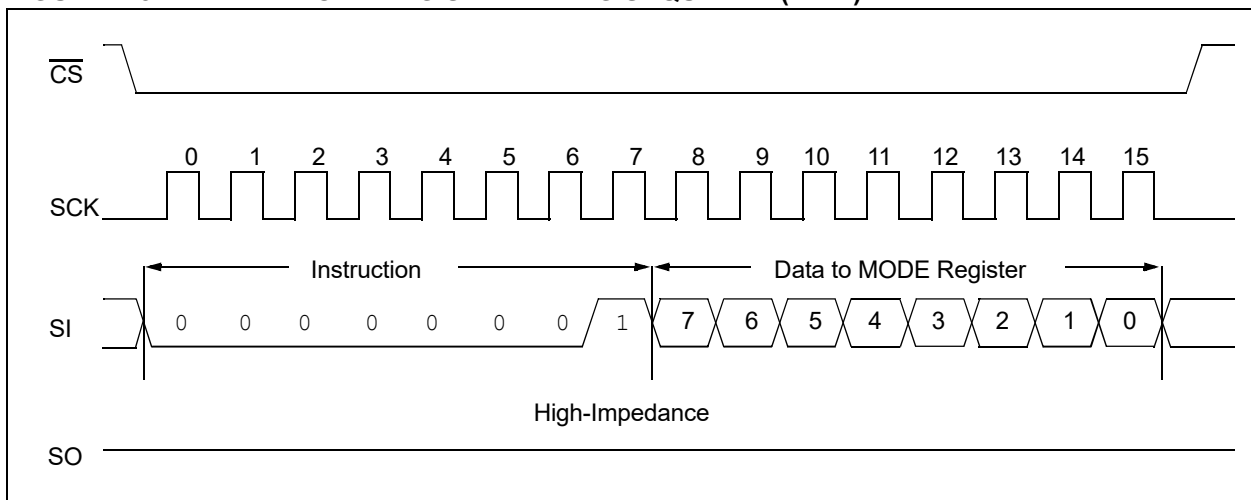 CS
0 1 2 3 4 5 6 7 8 9 10 11 12 13 14 15
SCK
Instruction Data to MODE Register
SI 0 0 0 0 0 0 0 1 7 6 5 4 3 2 1 0
High-Impedance
SO